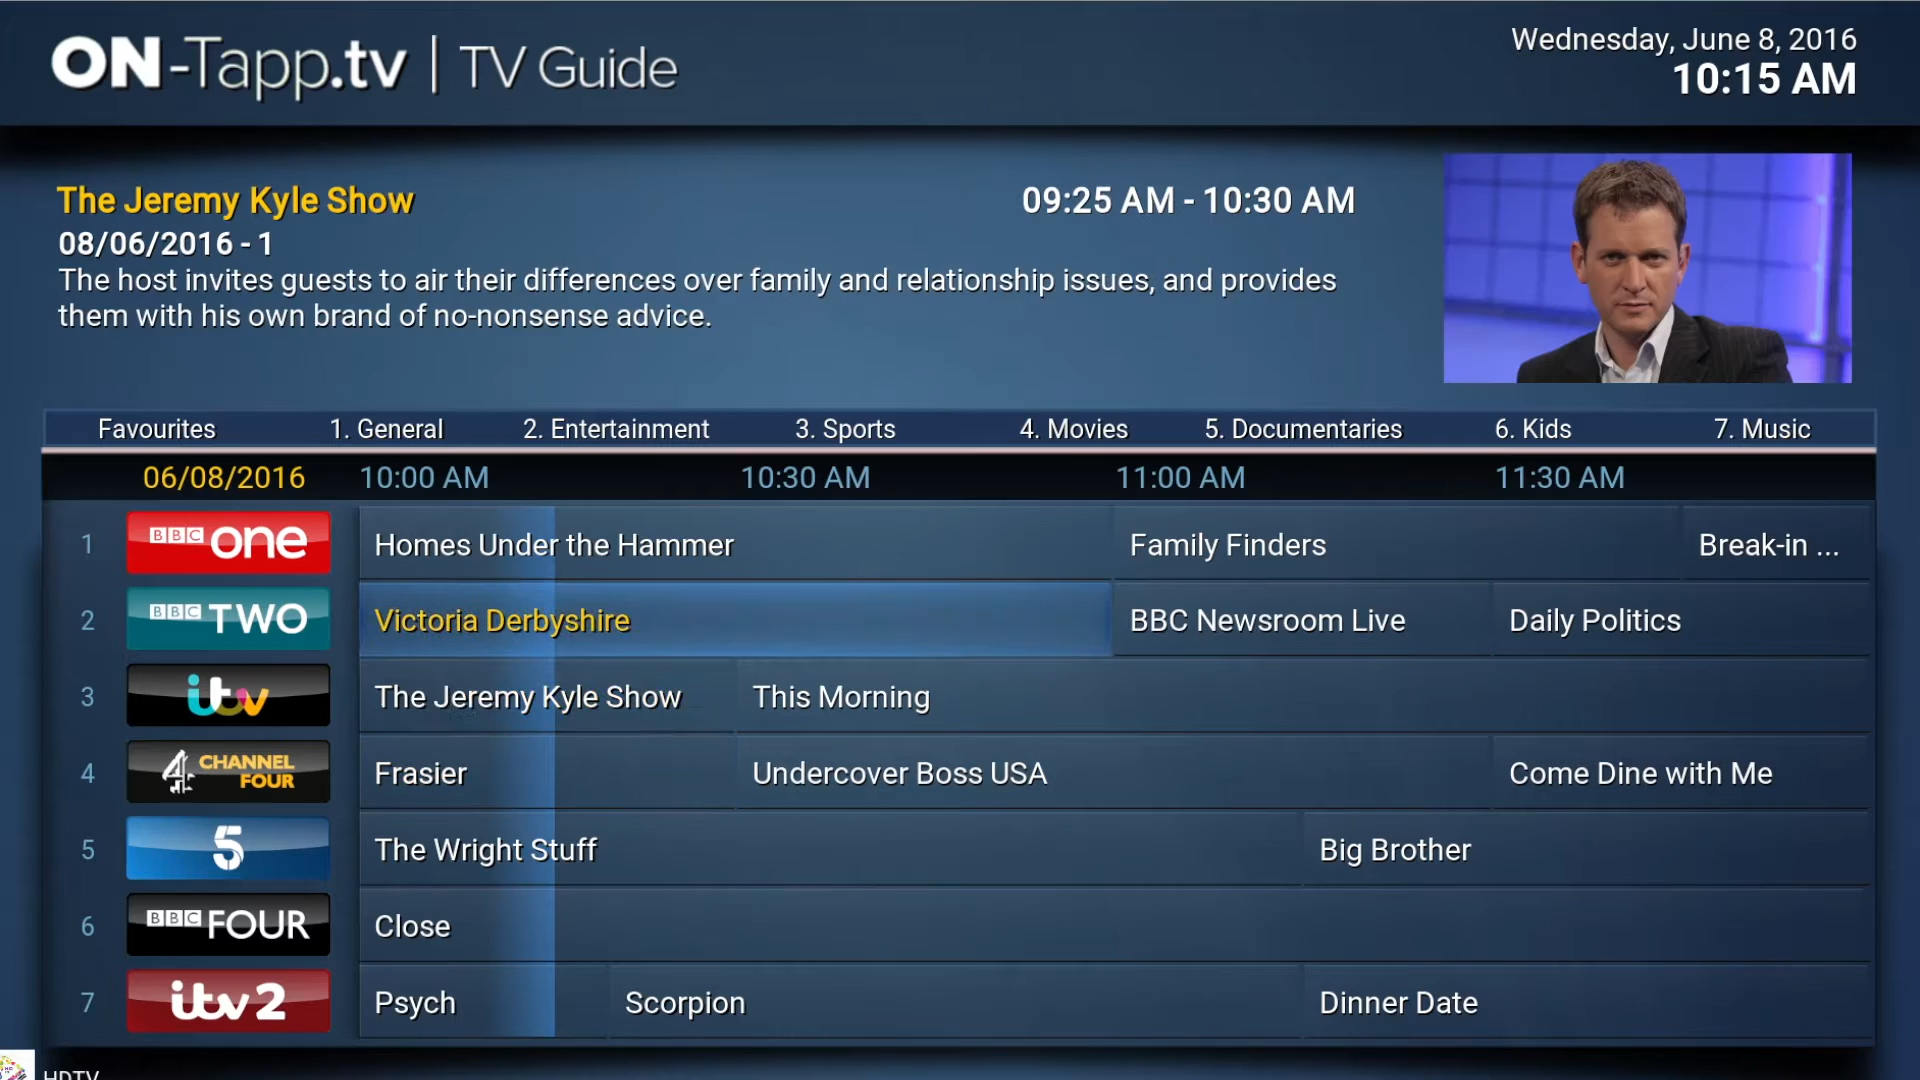 ON-Tapp.tv | TV Guide
Wednesday, June 8, 2016
10:15 AM
The Jeremy Kyle Show
09:25 AM - 10:30 AM
08/06/2016 - 1
The host invites guests to air their differences over family and relationship issues, and provides
them with his own brand of no-nonsense advice.
Favourites 1. General 2. Entertainment 3. Sports 4. Movies 5. Documentaries 6. Kids 7. Music
06/08/2016 10:00 AM 10:30 AM 11:00 AM 11:30 AM
1 BBC one Homes Under the Hammer Family Finders Break-in ...
2 BBC TWO Victoria Derbyshire BBC Newsroom Live Daily Politics
3 itv The Jeremy Kyle Show This Morning
4 4 CHANNEL FOUR Frasier Undercover Boss USA Come Dine with Me
5 5 The Wright Stuff Big Brother
6 BBC FOUR Close
7 itv2 Psych Scorpion Dinner Date
HDTV